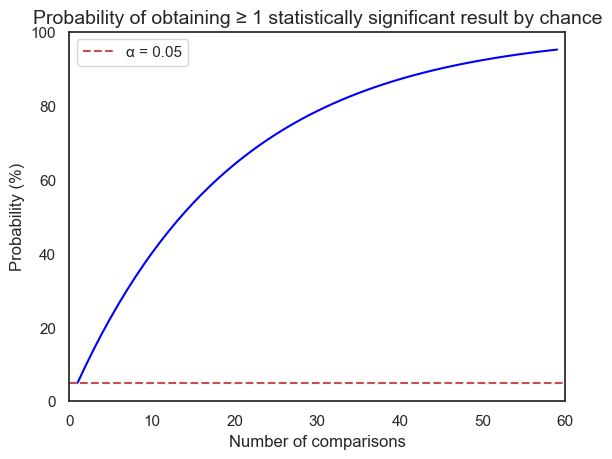 Probability of obtaining ≥ 1 statistically significant result by chance
100
80
60
40
20
0
Probability (%)
α = 0.05
0 10 20 30 40 50 60
Number of comparisons